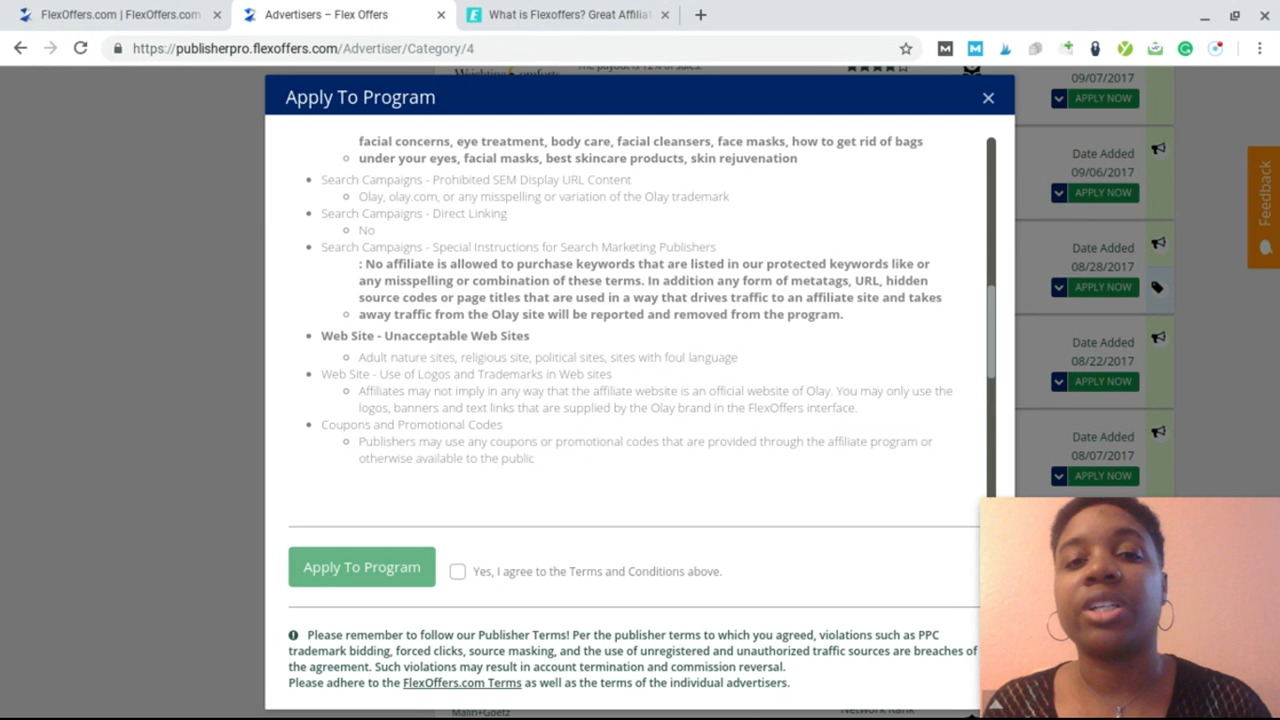 FlexOffers.com | FlexOffers.com
Advertisers – Flex Offers
What is Flexoffers? Great Affiliat
https://publisherpro.flexoffers.com/Advertiser/Category/4
The payout is 12% of sales.
Apply To Program
facial concerns, eye treatment, body care, facial cleansers, face masks, how to get rid of bags
under your eyes, facial masks, best skincare products, skin rejuvenation
Search Campaigns - Prohibited SEM Display URL Content
Olay, olay.com, or any misspelling or variation of the Olay trademark
Search Campaigns - Direct Linking
No
Search Campaigns - Special Instructions for Search Marketing Publishers
: No affiliate is allowed to purchase keywords that are listed in our protected keywords like or
any misspelling or combination of these terms. In addition any form of metatags, URL, hidden
source codes or page titles that are used in a way that drives traffic to an affiliate site and takes
away traffic from the Olay site will be reported and removed from the program.
Web Site - Unacceptable Web Sites
Adult nature sites, religious site, political sites, sites with foul language
Web Site - Use of Logos and Trademarks in Web sites
Affiliates may not imply in any way that the affiliate website is an official website of Olay. You may only use the
logos, banners and text links that are supplied by the Olay brand in the FlexOffers interface.
Coupons and Promotional Codes
Publishers may use any coupons or promotional codes that are provided through the affiliate program or
otherwise available to the public
Apply To Program
Yes, I agree to the Terms and Conditions above.
Please remember to follow our Publisher Terms! Per the publisher terms to which you agreed, violations such as PPC
trademark bidding, forced clicks, source masking, and the use of unregistered and unauthorized traffic sources are breaches of
the agreement. Such violations may result in account termination and commission reversal.
Please adhere to the FlexOffers.com Terms as well as the terms of the individual advertisers.
09/07/2017
APPLY NOW
Date Added
09/06/2017
APPLY NOW
Date Added
08/28/2017
APPLY NOW
Date Added
08/22/2017
APPLY NOW
Date Added
08/07/2017
APPLY NOW
Feedback
Malin+Goetz
Network Rank